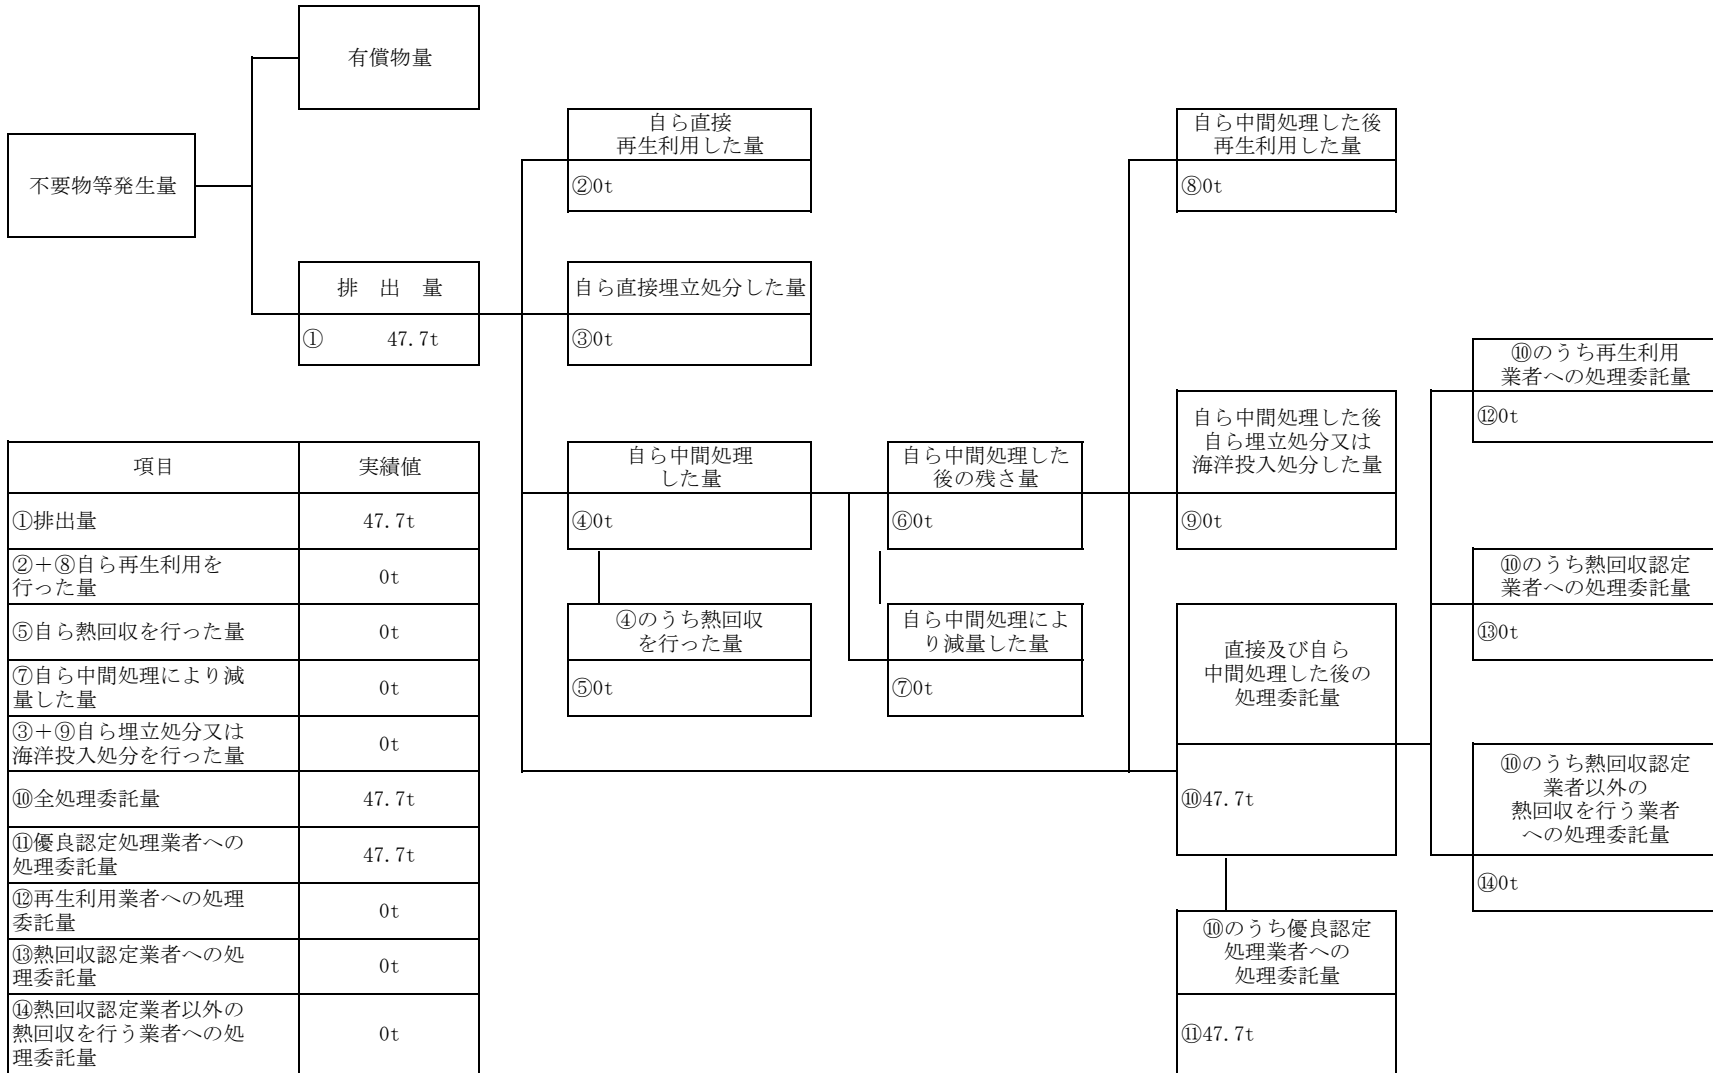 有償物量
不要物等発生量
排 出 量
① 47.7t
自ら直接
再生利用した量
②0t
自ら直接埋立処分した量
③0t
自ら中間処理
した量
④0t
④のうち熱回収
を行った量
⑤0t
自ら中間処理した
後の残さ量
⑥0t
自ら中間処理によ
り減量した量
⑦0t
自ら中間処理した後
再生利用した量
⑧0t
自ら中間処理した後
自ら埋立処分又は
海洋投入処分した量
⑨0t
直接及び自ら
中間処理した後の
処理委託量
⑩47.7t
⑩のうち優良認定
処理業者への
処理委託量
⑪47.7t
⑩のうち再生利用
業者への処理委託量
⑫0t
⑩のうち熱回収認定
業者への処理委託量
⑬0t
⑩のうち熱回収認定
業者以外の
熱回収を行う業者
への処理委託量
⑭0t
項目 実績値
①排出量 47.7t
②＋⑧自ら再生利用を
行った量 0t
⑤自ら熱回収を行った量 0t
⑦自ら中間処理により減
量した量 0t
③＋⑨自ら埋立処分又は
海洋投入処分を行った量 0t
⑩全処理委託量 47.7t
⑪優良認定処理業者への
処理委託量 47.7t
⑫再生利用業者への処理
委託量 0t
⑬熱回収認定業者への処
理委託量 0t
⑭熱回収認定業者以外の
熱回収を行う業者への処
理委託量 0t